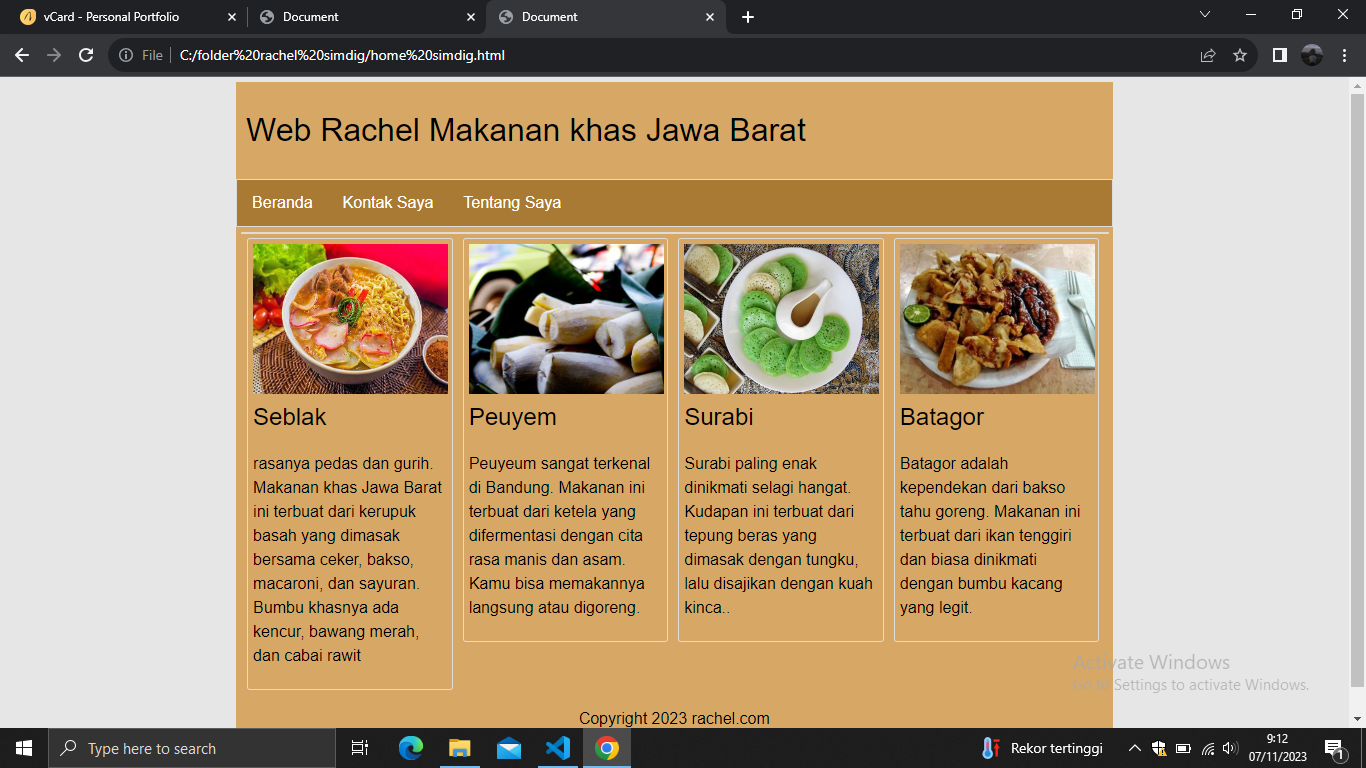 vCard - Personal Portfolio
Document
Document
File
C:/folder%20rachel%20simdig/home%20simdig.html
Web Rachel Makanan khas Jawa Barat
Beranda
Kontak Saya
Tentang Saya
Seblak
rasanya pedas dan gurih.
Makanan khas Jawa Barat
ini terbuat dari kerupuk
basah yang dimasak
bersama ceker, bakso,
macaroni, dan sayuran.
Bumbu khasnya ada
kencur, bawang merah,
dan cabai rawit
Peuyem
Peuyeum sangat terkenal
di Bandung. Makanan ini
terbuat dari ketela yang
difermentasi dengan cita
rasa manis dan asam.
Kamu bisa memakannya
langsung atau digoreng.
Surabi
Surabi paling enak
dinikmati selagi hangat.
Kudapan ini terbuat dari
tepung beras yang
dimasak dengan tungku,
lalu disajikan dengan kuah
kinca..
Batagor
Batagor adalah
kependekan dari bakso
tahu goreng. Makanan ini
terbuat dari ikan tenggiri
dan biasa dinikmati
dengan bumbu kacang
yang legit.
Activate Windows
Go to Settings to activate Windows.
Copyright 2023 rachel.com
Type here to search
Rekor tertinggi
9:12
07/11/2023
1